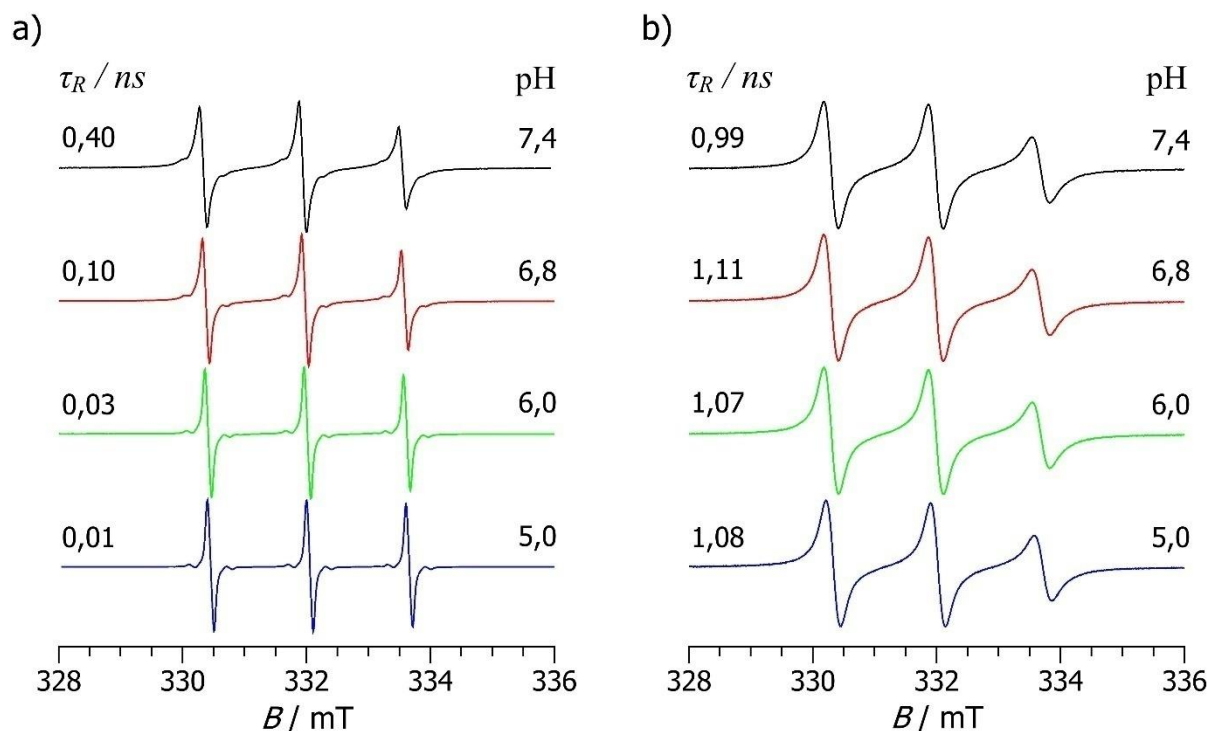 a)
τR / ns pH
0,40 7,4
0,10 6,8
0,03 6,0
0,01 5,0
328 330 332 334 336
B / mT
b)
pH
0,99 7,4
1,11 6,8
1,07 6,0
1,08 5,0
328 330 332 334 336
B / mT